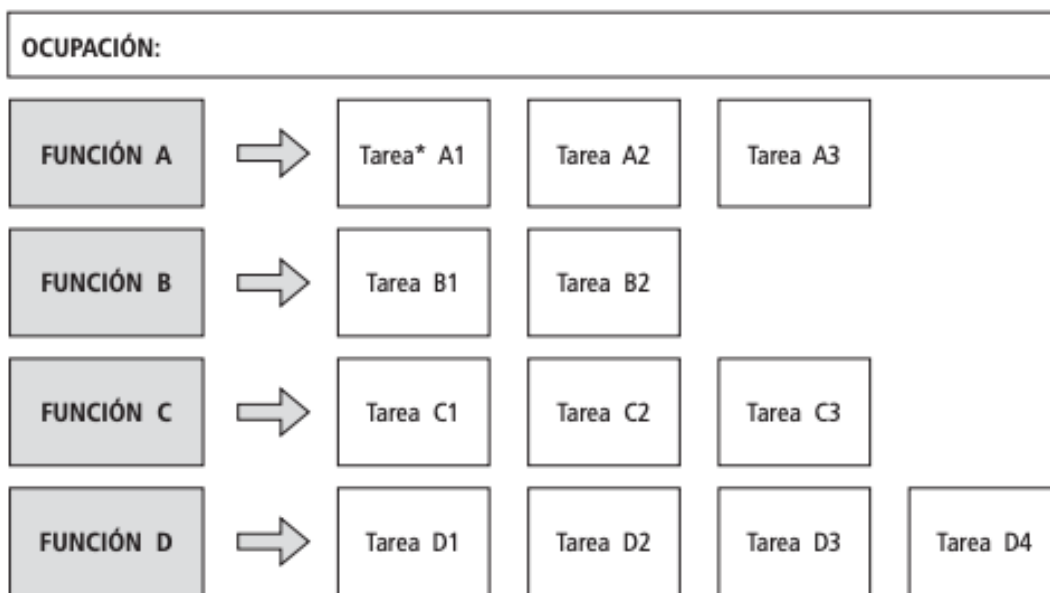 OCUPACIÓN:
FUNCIÓN A Tarea* A1 Tarea A2 Tarea A3
FUNCIÓN B Tarea B1 Tarea B2
FUNCIÓN C Tarea C1 Tarea C2 Tarea C3
FUNCIÓN D Tarea D1 Tarea D2 Tarea D3 Tarea D4